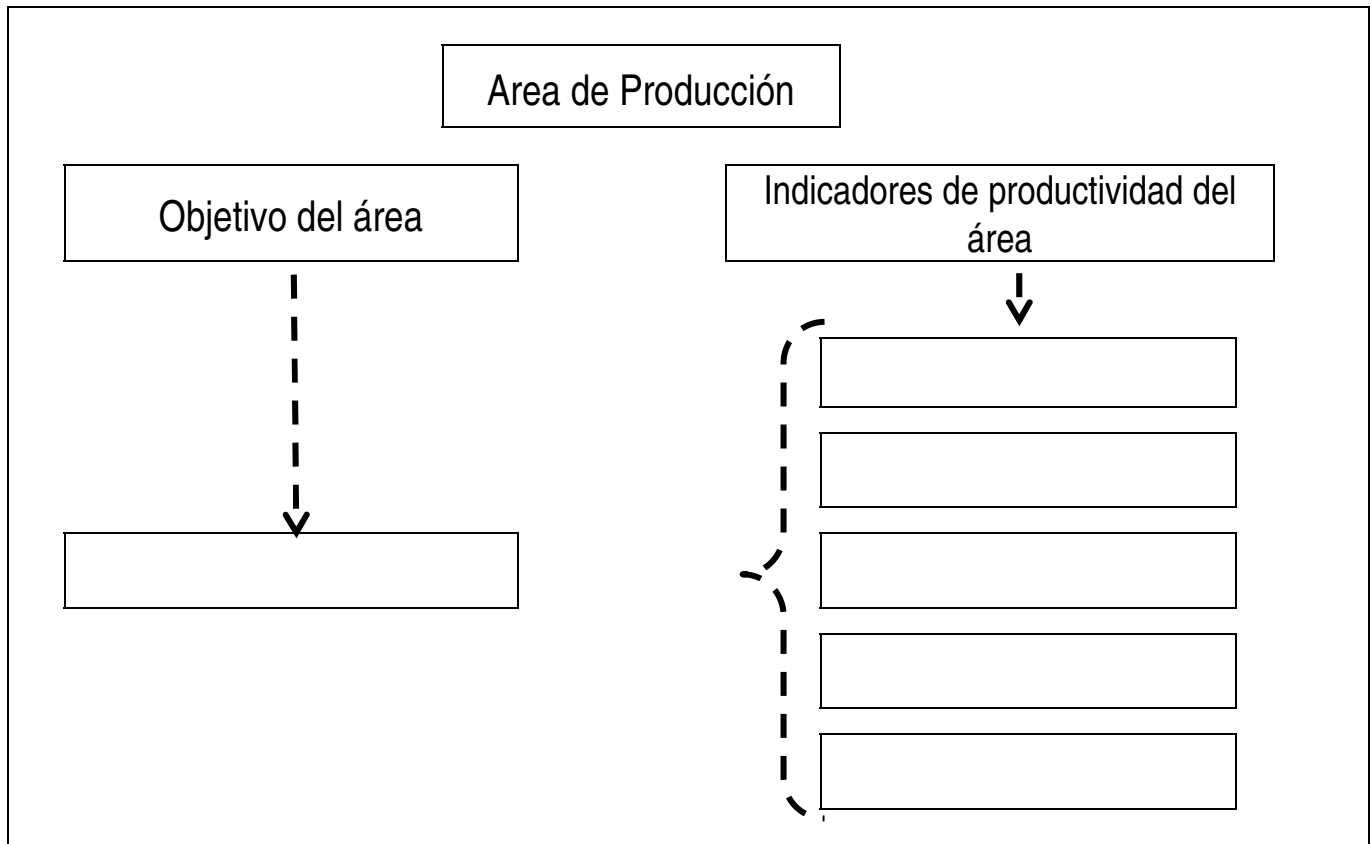 Area de Producción
Objetivo del área
Indicadores de productividad del
área